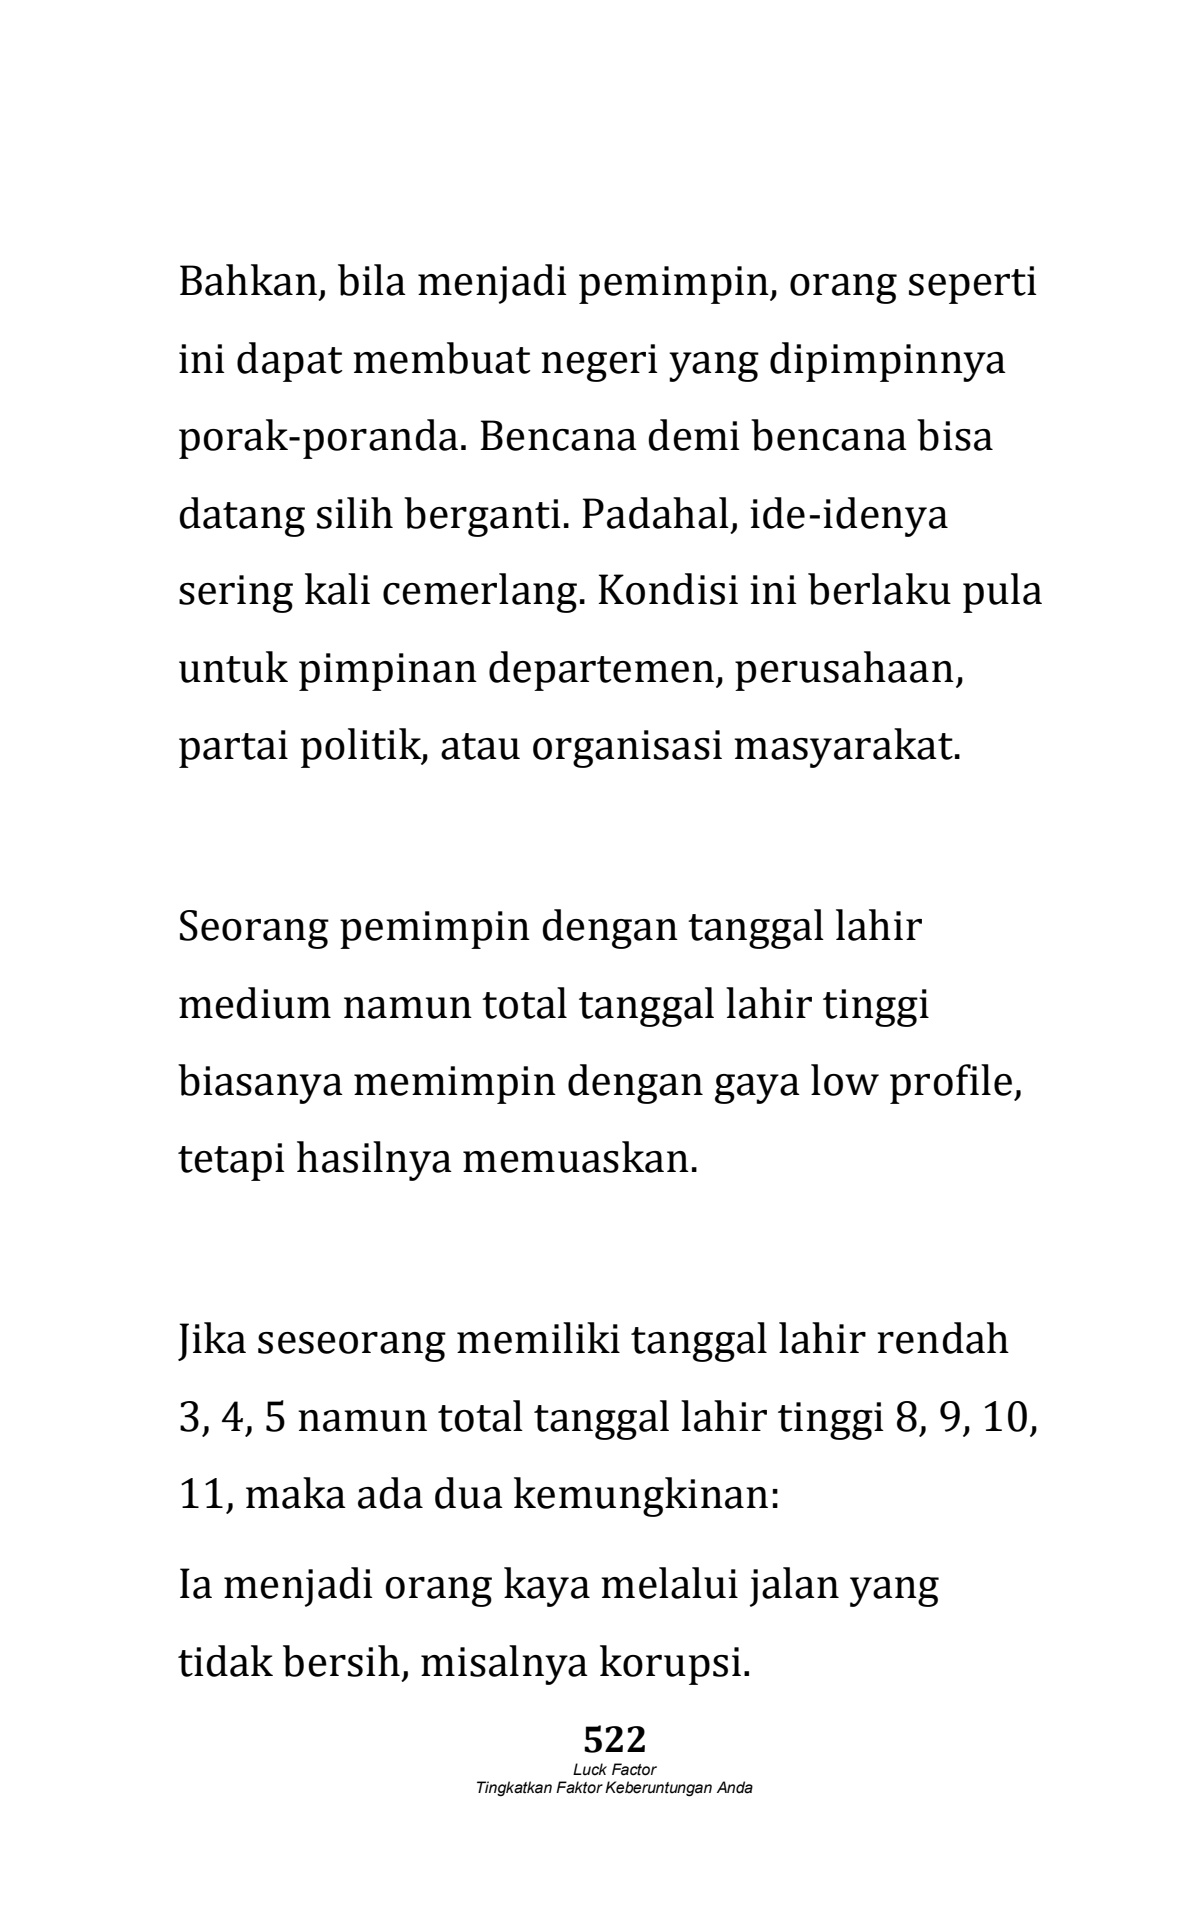 Bahkan, bila menjadi pemimpin, orang seperti
ini dapat membuat negeri yang dipimpinnya
porak-poranda. Bencana demi bencana bisa
datang silih berganti. Padahal, ide-idenya
sering kali cemerlang. Kondisi ini berlaku pula
untuk pimpinan departemen, perusahaan,
partai politik, atau organisasi masyarakat.
Seorang pemimpin dengan tanggal lahir
medium namun total tanggal lahir tinggi
biasanya memimpin dengan gaya low profile,
tetapi hasilnya memuaskan.
Jika seseorang memiliki tanggal lahir rendah
3, 4, 5 namun total tanggal lahir tinggi 8, 9, 10,
11, maka ada dua kemungkinan:
Ia menjadi orang kaya melalui jalan yang
tidak bersih, misalnya korupsi.
522
Luck Factor
Tingkatkan Faktor Keberuntungan Anda